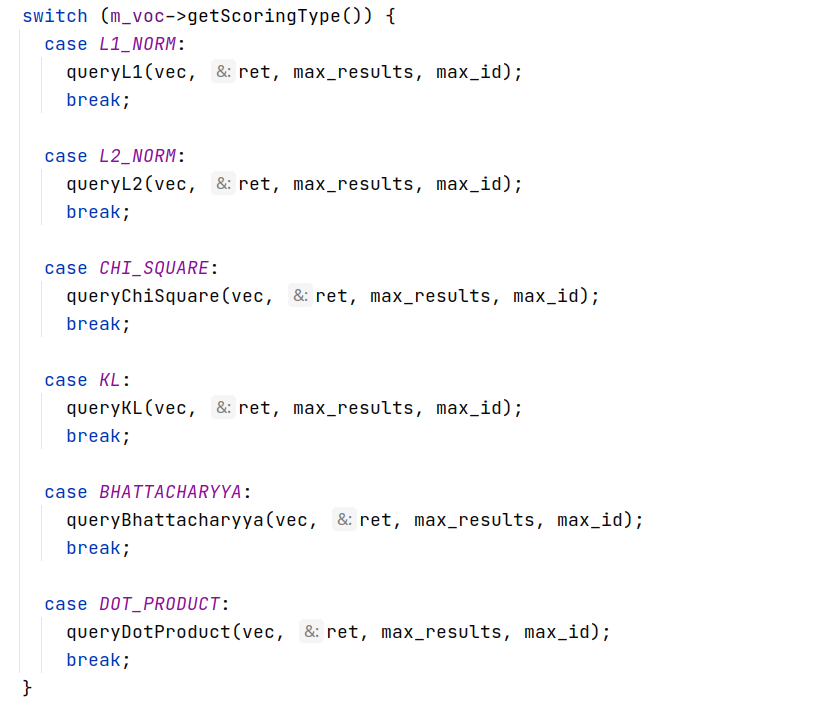 switch (m_voc->getScoringType()) {
  case L1_NORM:
    queryL1(vec, &: ret, max_results, max_id);
    break;

  case L2_NORM:
    queryL2(vec, &: ret, max_results, max_id);
    break;

  case CHI_SQUARE:
    queryChiSquare(vec, &: ret, max_results, max_id);
    break;

  case KL:
    queryKL(vec, &: ret, max_results, max_id);
    break;

  case BHATTACHARYYA:
    queryBhattacharyya(vec, &: ret, max_results, max_id);
    break;

  case DOT_PRODUCT:
    queryDotProduct(vec, &: ret, max_results, max_id);
    break;
}